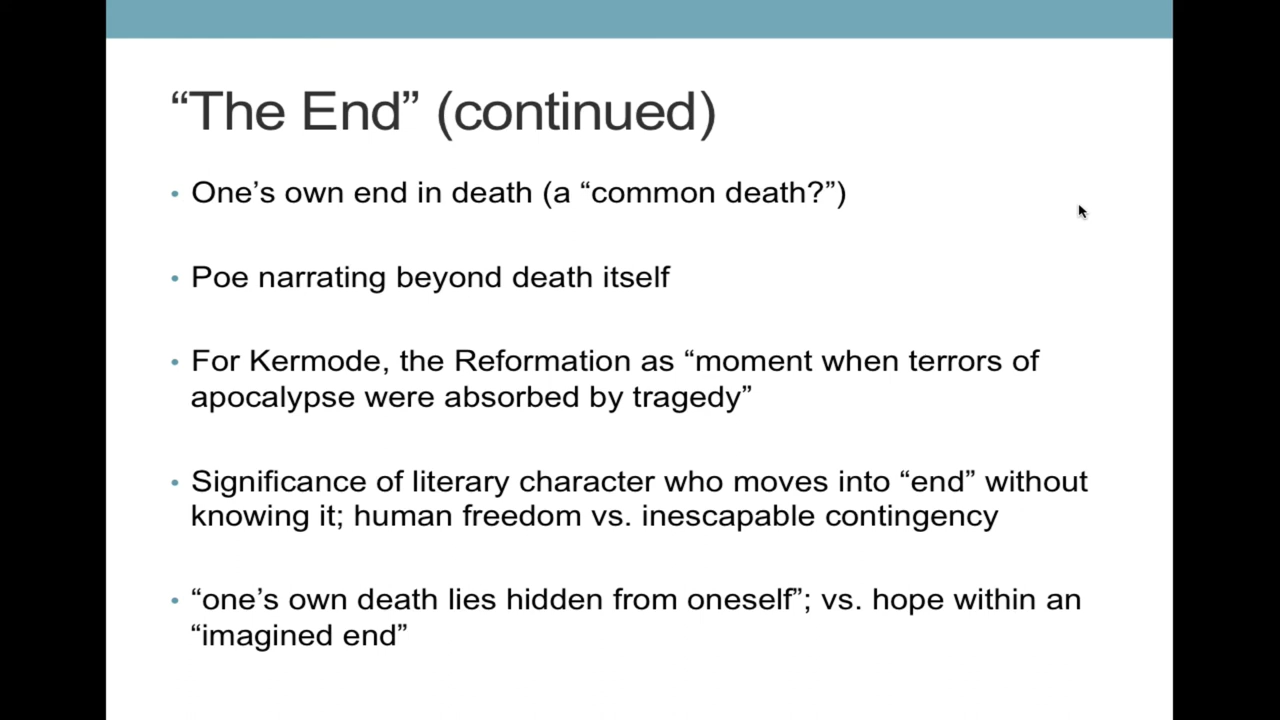 “The End” (continued)
• One’s own end in death (a “common death?”)
• Poe narrating beyond death itself
• For Kermode, the Reformation as “moment when terrors of
apocalypse were absorbed by tragedy”
• Significance of literary character who moves into “end” without
knowing it; human freedom vs. inescapable contingency
• “one’s own death lies hidden from oneself”; vs. hope within an
“imagined end”